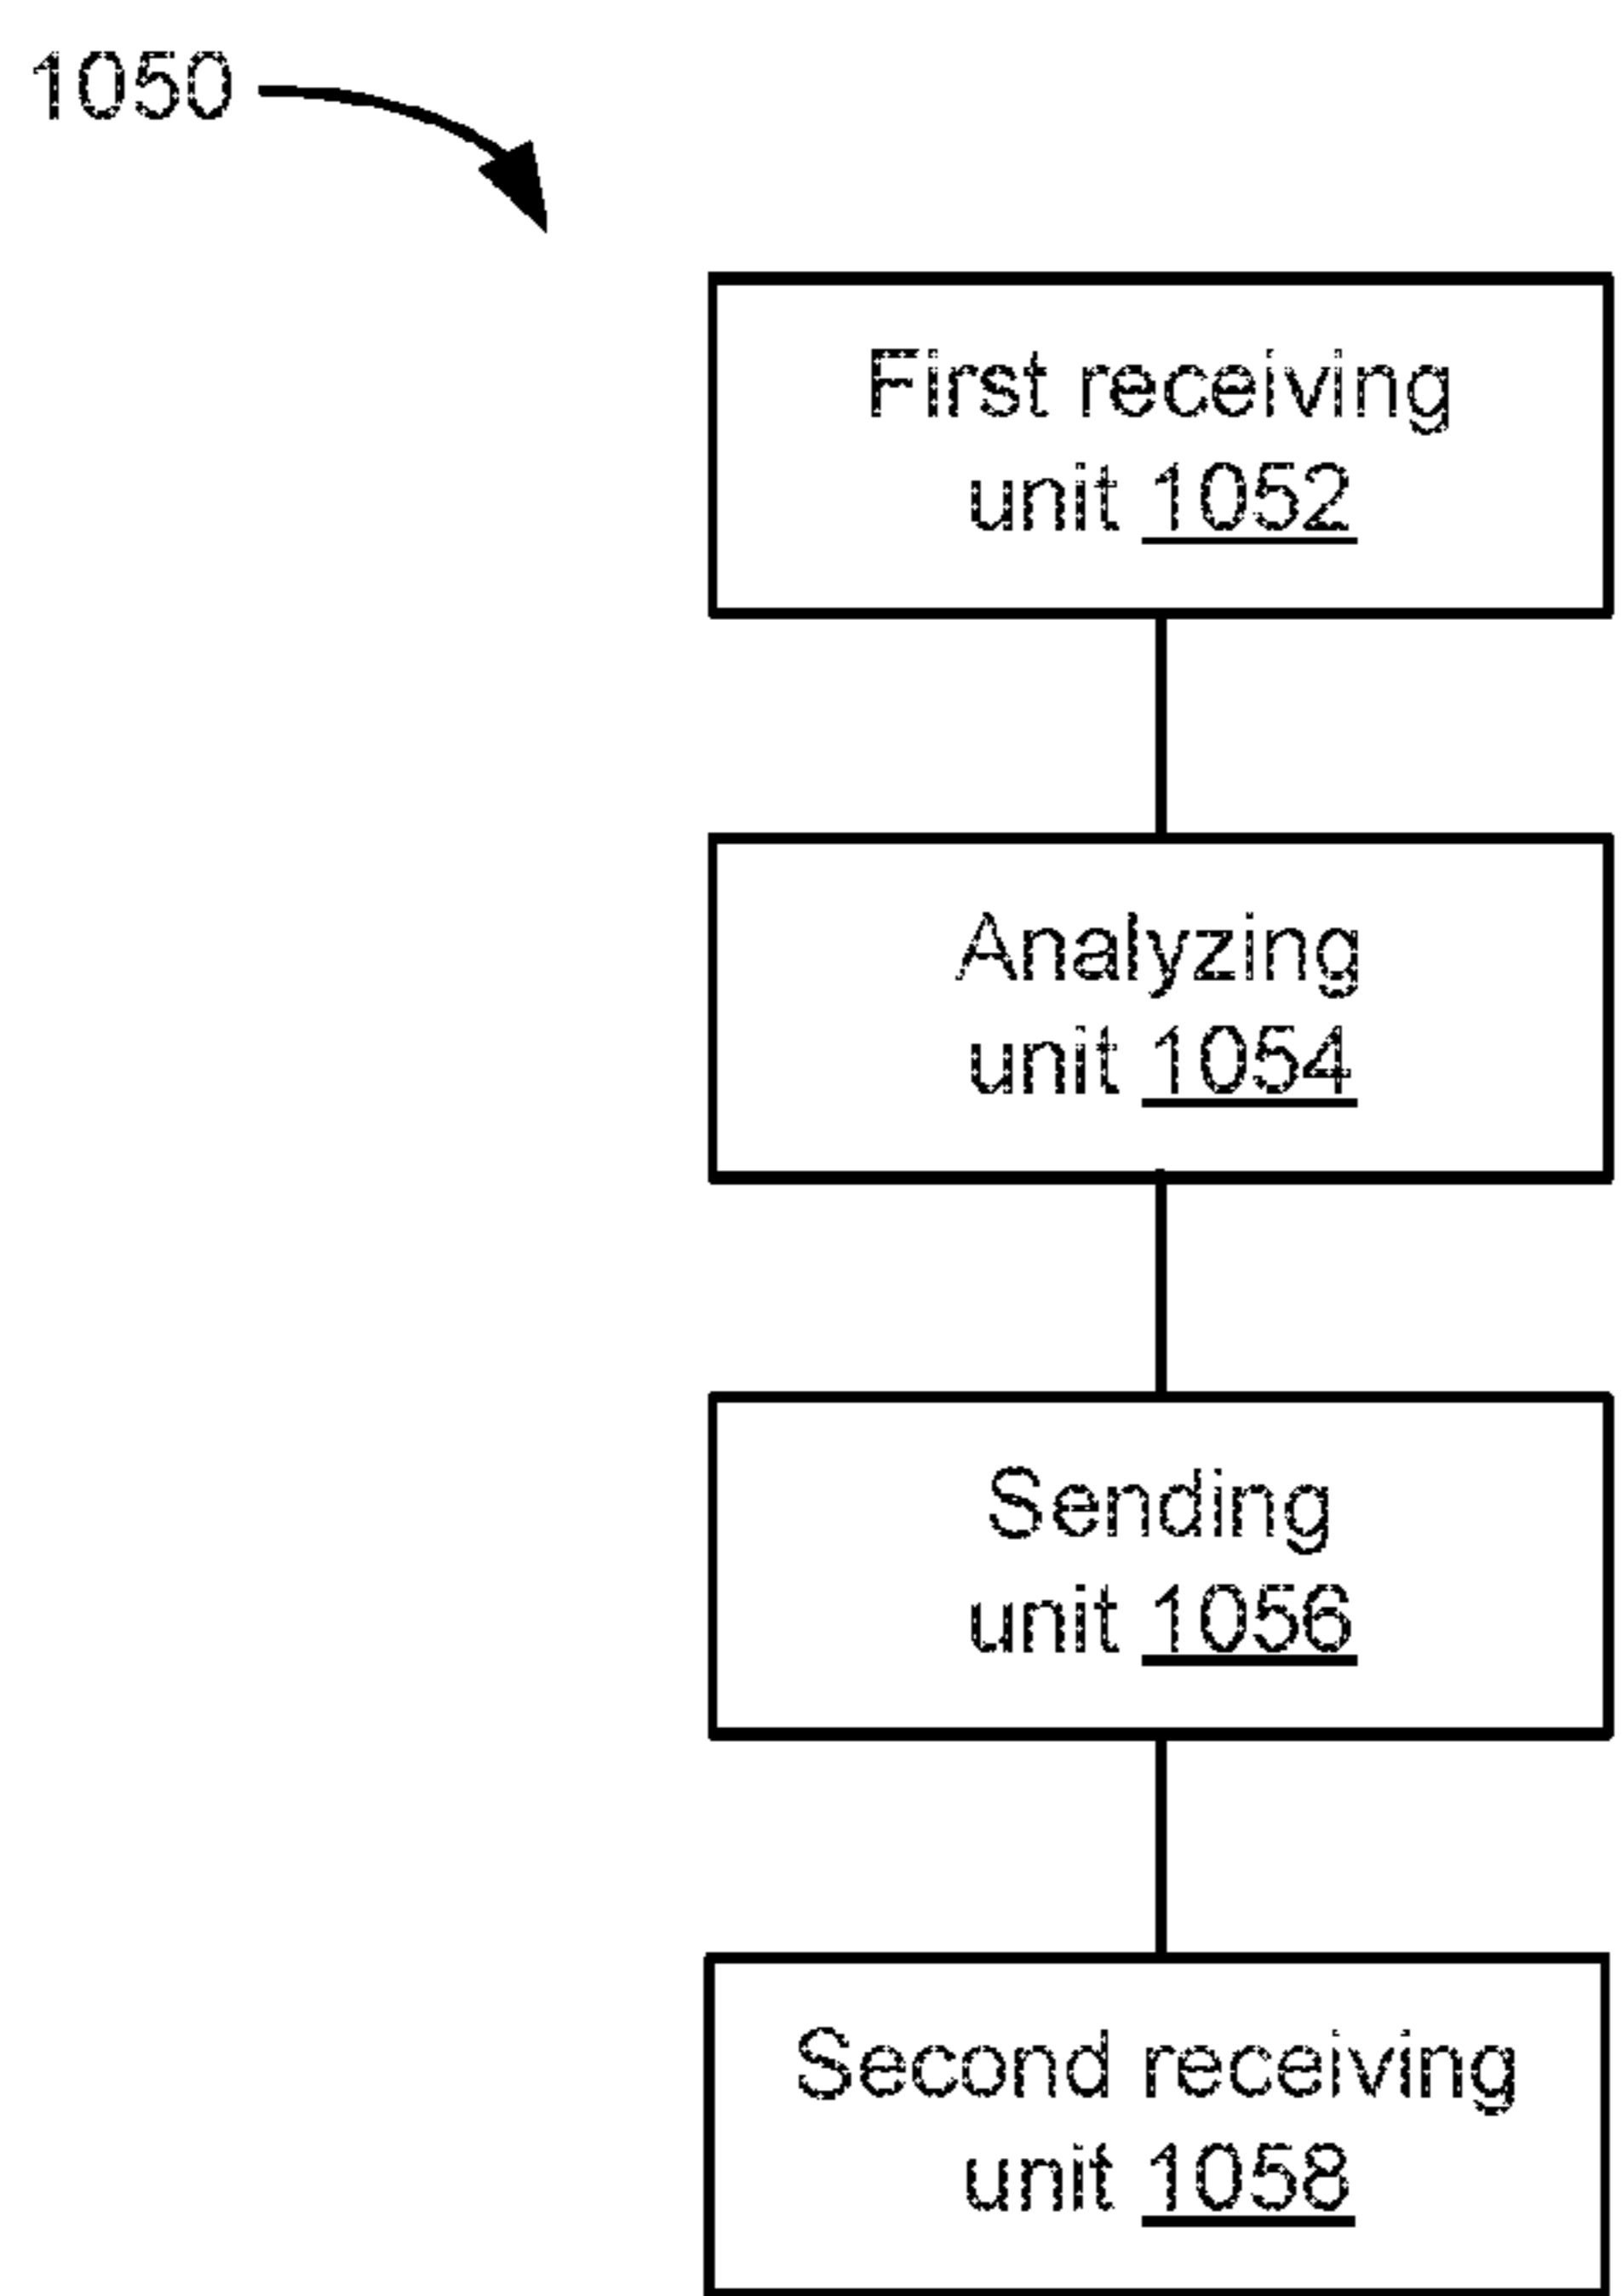 1050
First receiving
unit 1052
Analyzing
unit 1054
Sending
unit 1056
Second receiving
unit 1058